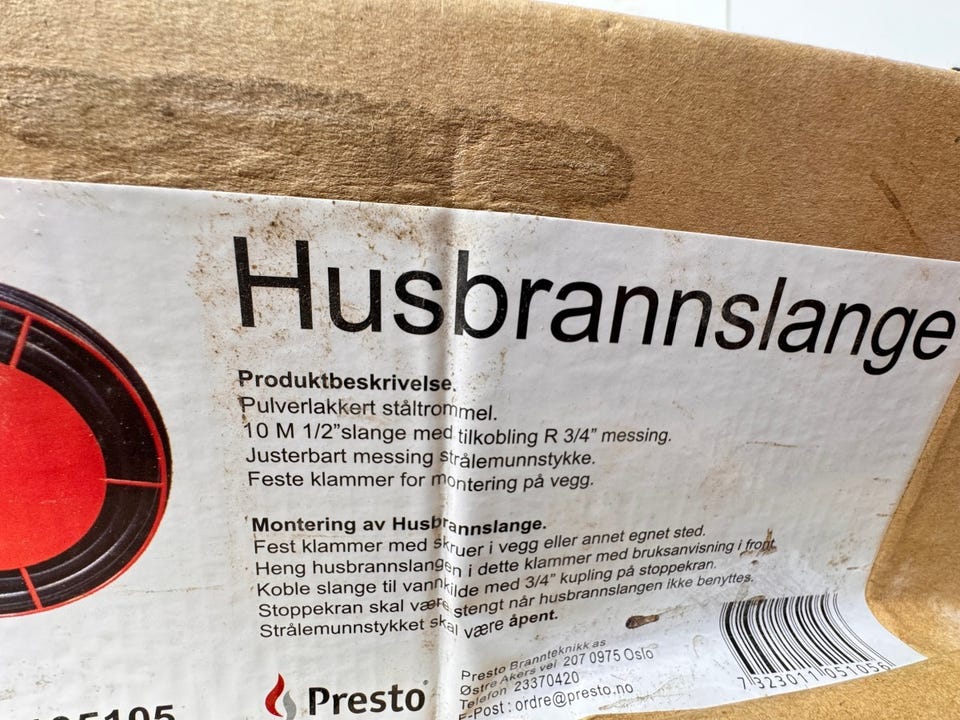 Husbrannslange
Produktbeskrivelse.
Pulverlakkert ståltrommel.
10 M 1/2”slange med tilkobling R 3/4” messing.
Justerbart messing strålemunnstykke.
Feste klammer for montering på vegg.
Montering av Husbrannslange.
Fest klammer med skruer i vegg eller annet egnet sted.
Heng husbrannslangen i dette klammer med bruksanvisning i front.
Koble slange til vannkilde med 3/4” kupling på stoppekran.
Stoppekran skal være stengt når husbrannslangen ikke benyttes.
Strålemunnstykket skal være åpent.
Presto
Presto Brannteknikk as
Østre Akers vei 207 0975 Oslo
Telefon 23370420
E-Post: ordre@presto.no
7 323011 051056